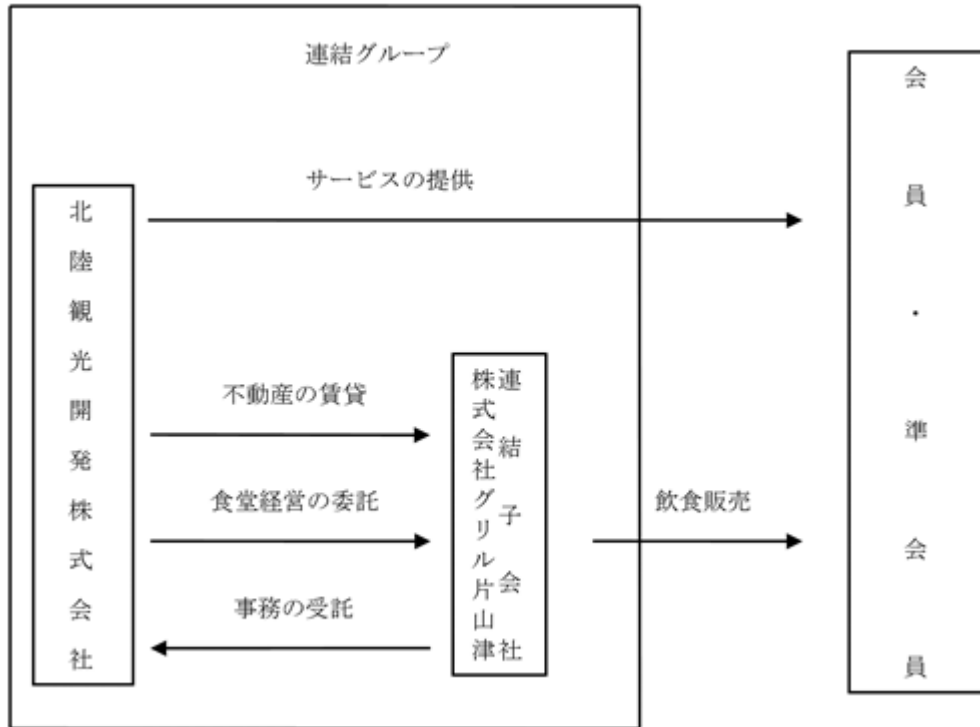 連結グループ
サービスの提供
北陸観光開発株式会社
不動産の賃貸
食堂経営の委託
事務の受託
連結子会社
株式会社グリル片山津
飲食販売
会員・準会員